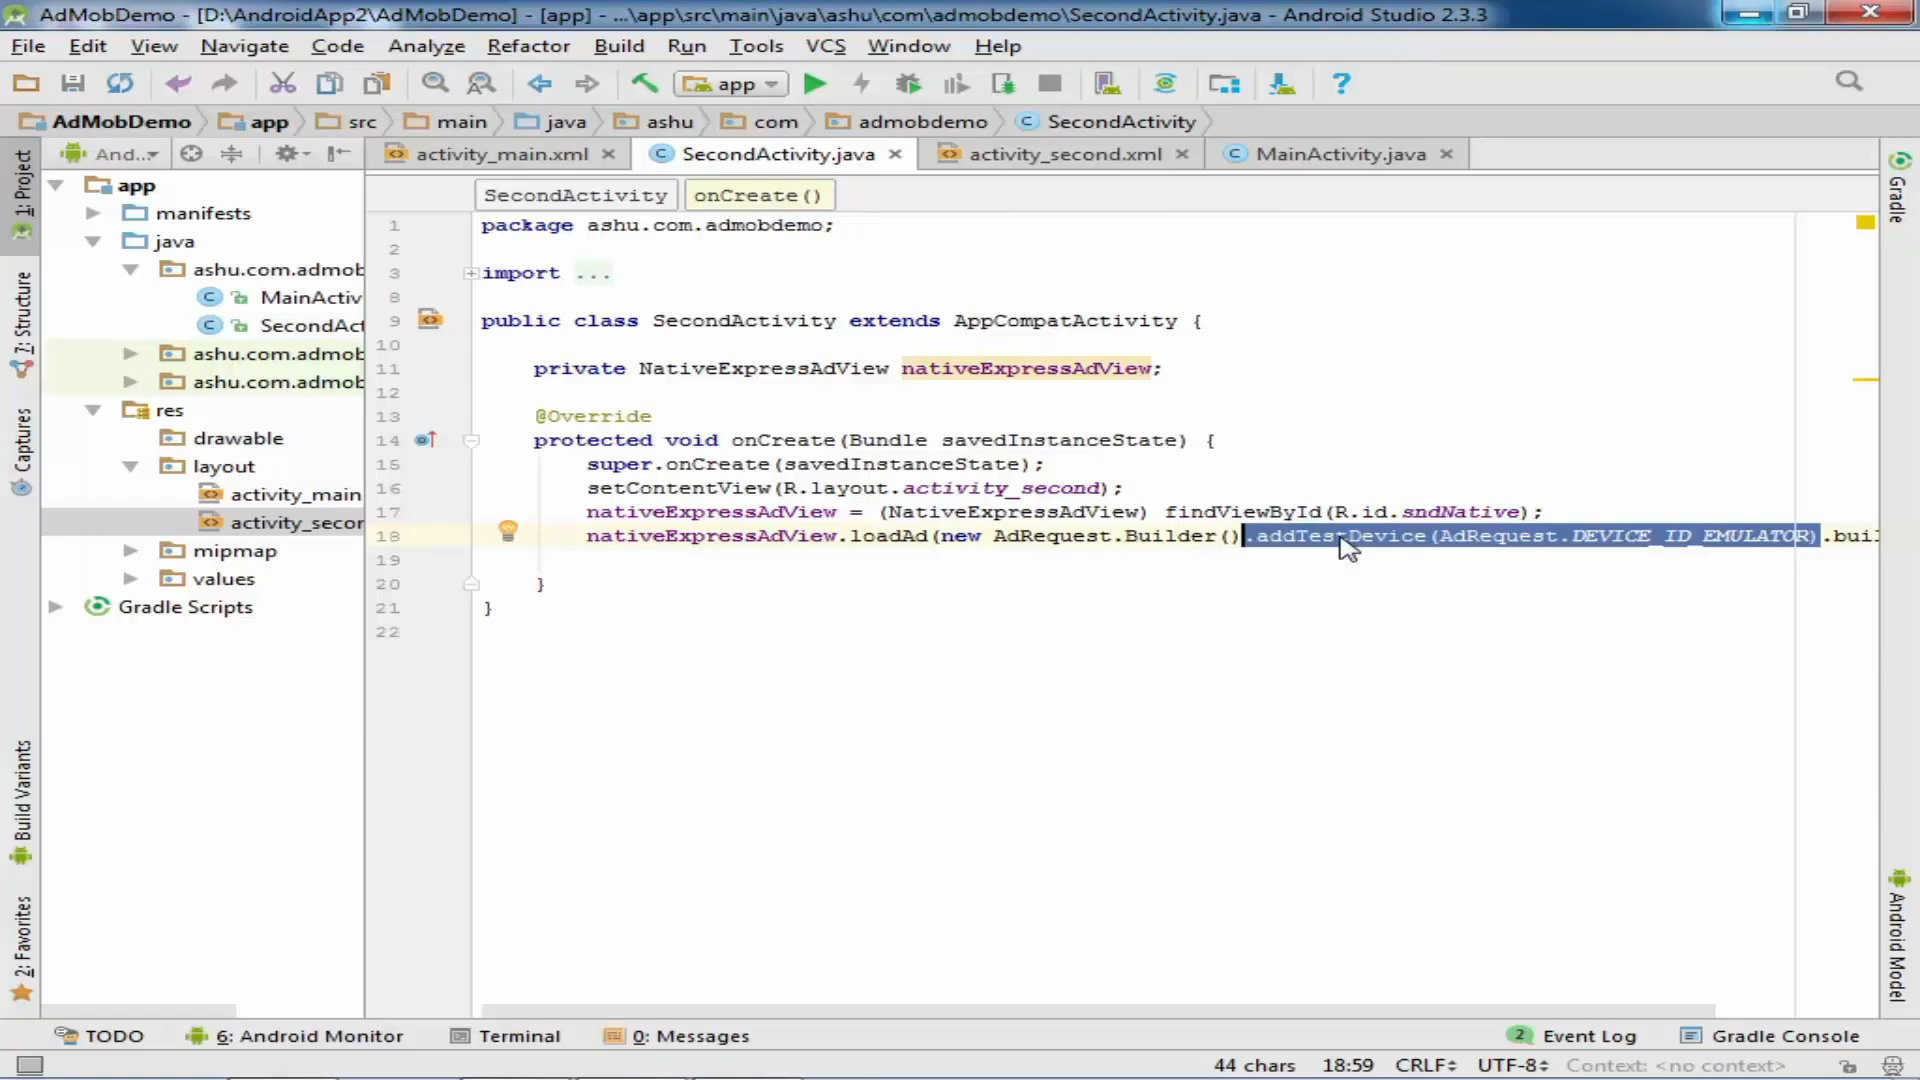 AdMobDemo - [D:\AndroidApp2\AdMobDemo] - [app] - ...\app\src\main\java\ashu\com\admobdemo\SecondActivity.java - Android Studio 2.3.3
File Edit View Navigate Code Analyze Refactor Build Run Tools VCS Window Help
app
AdMobDemo app src main java ashu com admobdemo SecondActivity
And... activity_main.xml SecondActivity.java activity_second.xml MainActivity.java
1: Project
7: Structure
Captures
Build Variants
2: Favorites
app
manifests
java
ashu.com.admob
MainActiv
SecondAct
ashu.com.admob
ashu.com.admob
res
drawable
layout
activity_main
activity_secon
mipmap
values
Gradle Scripts
SecondActivity onCreate()
1 package ashu.com.admobdemo;
2
3 import ...
8
9 public class SecondActivity extends AppCompatActivity {
10
11 private NativeExpressAdView nativeExpressAdView;
12
13 @Override
14 protected void onCreate(Bundle savedInstanceState) {
15 super.onCreate(savedInstanceState);
16 setContentView(R.layout.activity_second);
17 nativeExpressAdView = (NativeExpressAdView) findViewById(R.id.sndNative);
18 nativeExpressAdView.loadAd(new AdRequest.Builder().addTestDevice(AdRequest.DEVICE_ID_EMULATOR).buil
19
20 }
21 }
22
Gradle
Android Model
TODO 6: Android Monitor Terminal 0: Messages 2 Event Log Gradle Console
44 chars 18:59 CRLF UTF-8 Context: <no context>